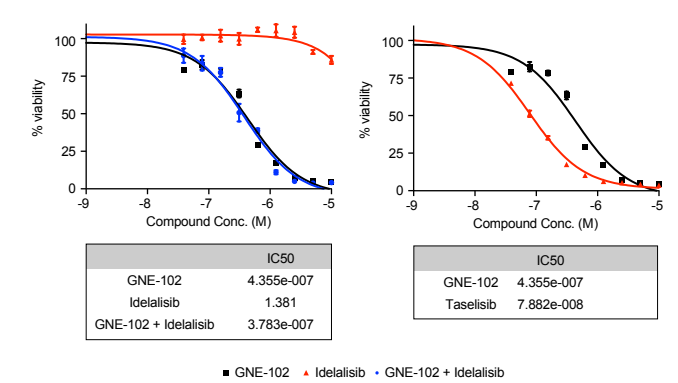 100
75
50
25
0
% viability
-9 -8 -7 -6 -5
Compound Conc. (M)
IC50
GNE-102 4.355e-007
Idelalisib 1.381
GNE-102 + Idelalisib 3.783e-007
100
75
50
25
0
% viability
-9 -8 -7 -6 -5
Compound Conc. (M)
IC50
GNE-102 4.355e-007
Taselisib 7.882e-008
GNE-102 Idelalisib GNE-102 + Idelalisib